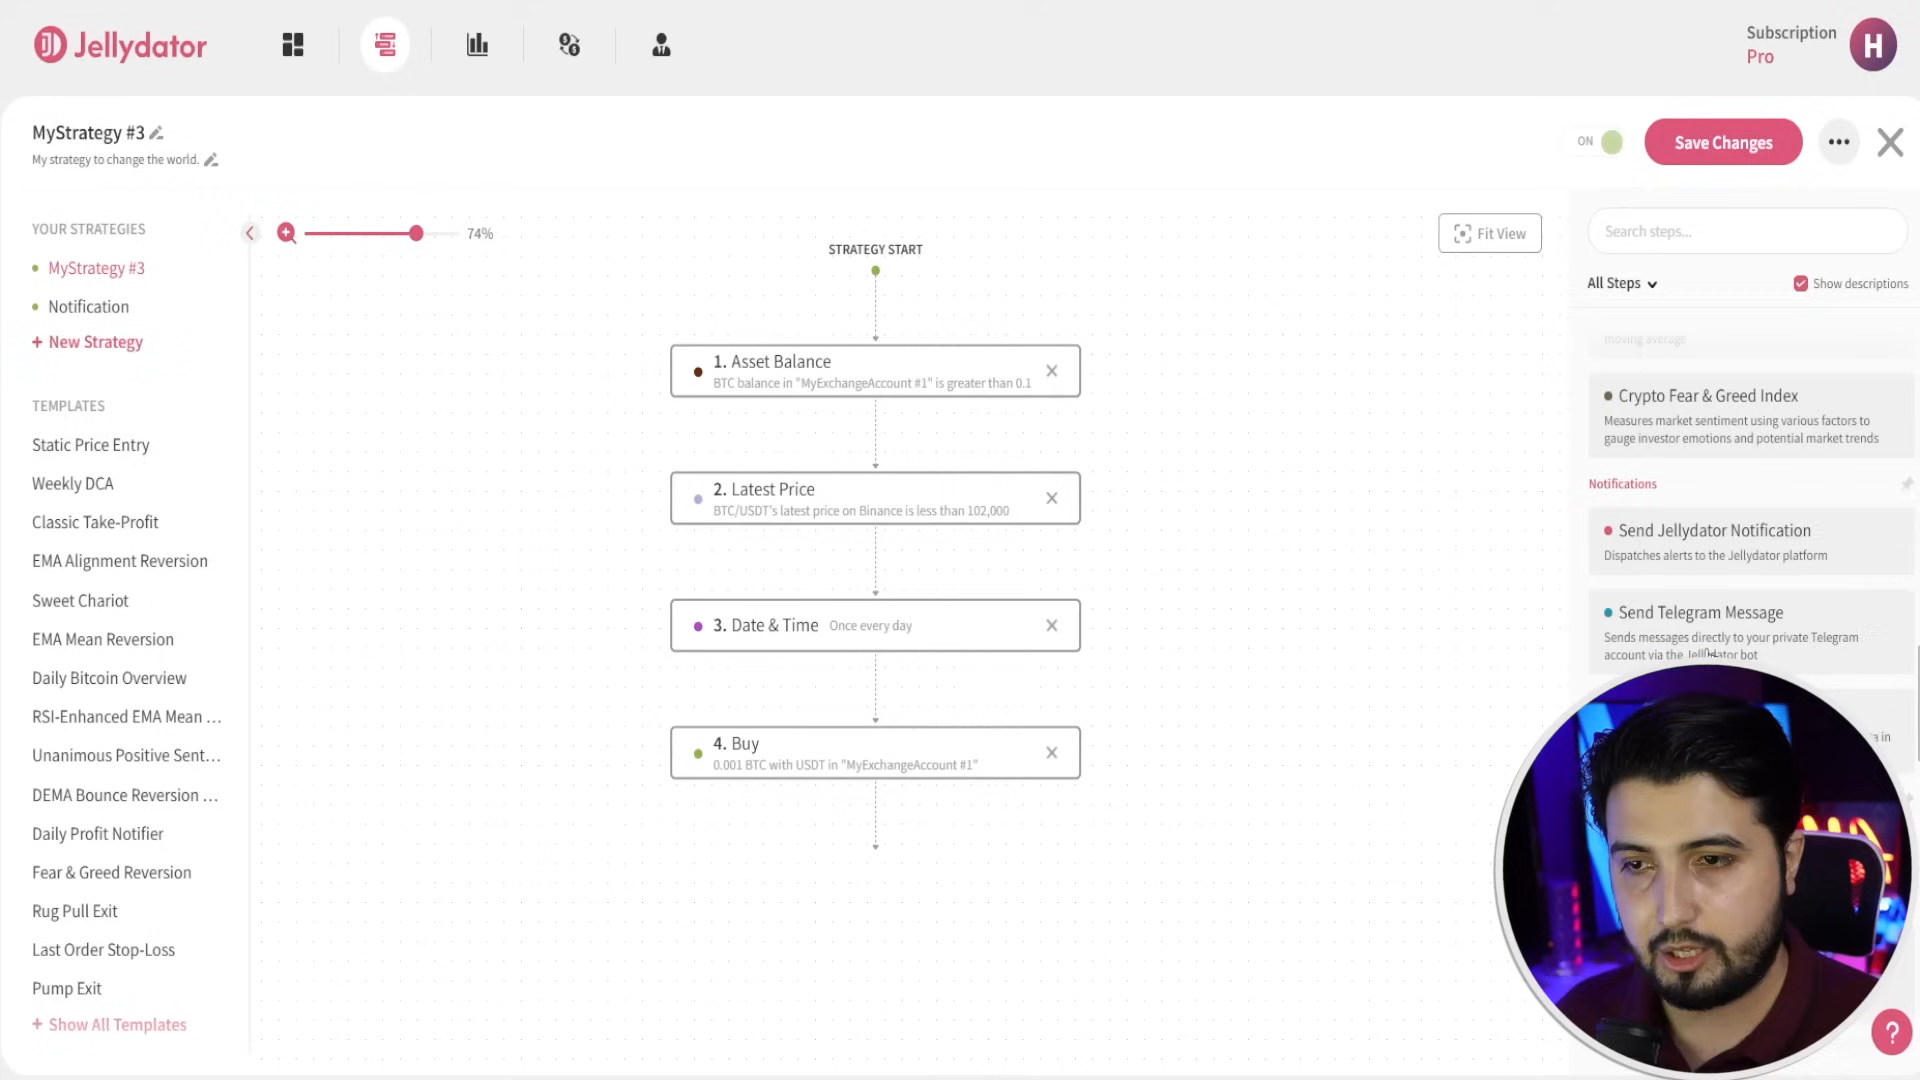 Jellydator
Subscription
Pro
H
MyStrategy #3
My strategy to change the world.
ON
Save Changes
YOUR STRATEGIES
MyStrategy #3
Notification
+ New Strategy
TEMPLATES
Static Price Entry
Weekly DCA
Classic Take-Profit
EMA Alignment Reversion
Sweet Chariot
EMA Mean Reversion
Daily Bitcoin Overview
RSI-Enhanced EMA Mean ...
Unanimous Positive Sent...
DEMA Bounce Reversion ...
Daily Profit Notifier
Fear & Greed Reversion
Rug Pull Exit
Last Order Stop-Loss
Pump Exit
+ Show All Templates
74%
Fit View
STRATEGY START
1. Asset Balance
BTC balance in "MyExchangeAccount #1" is greater than 0.1
2. Latest Price
BTC/USDT's latest price on Binance is less than 102,000
3. Date & Time Once every day
4. Buy
0.001 BTC with USDT in "MyExchangeAccount #1"
Search steps...
All Steps
Show descriptions
moving average
Crypto Fear & Greed Index
Measures market sentiment using various factors to
gauge investor emotions and potential market trends
Notifications
Send Jellydator Notification
Dispatches alerts to the Jellydator platform
Send Telegram Message
Sends messages directly to your private Telegram
account via the Jellydator bot
in
?